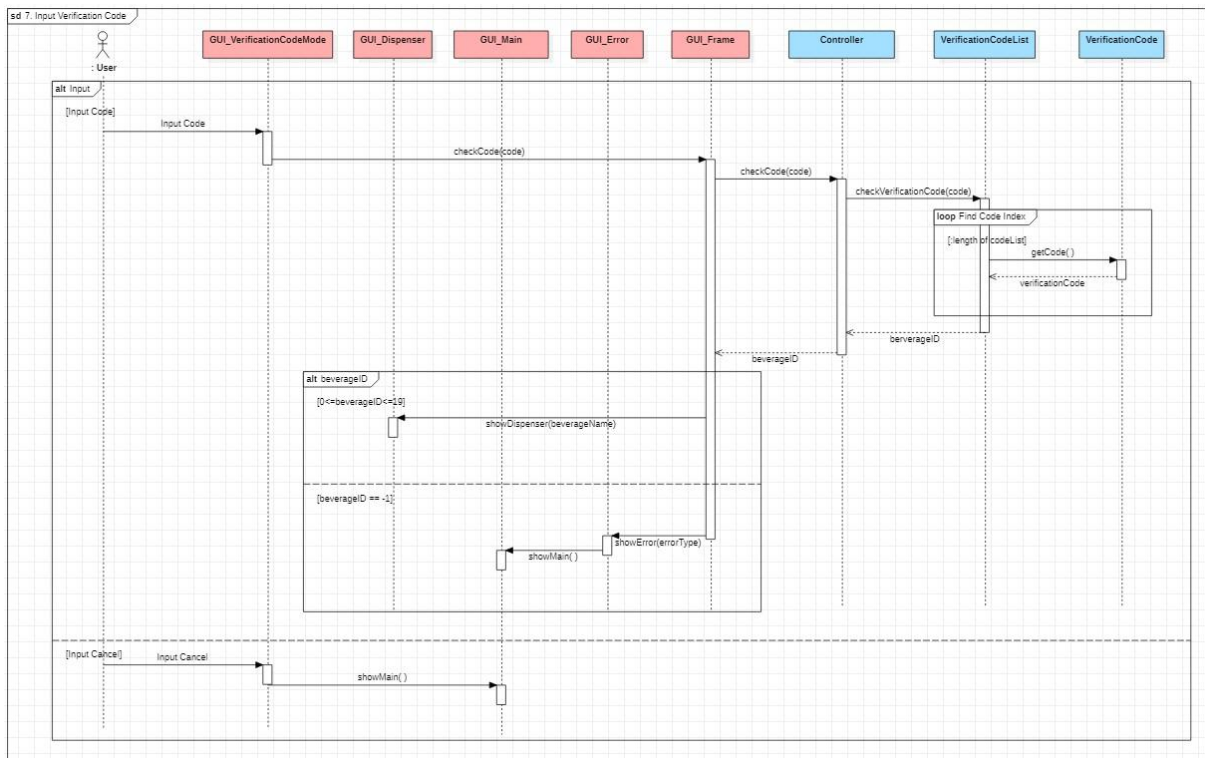 sd 7. Input Verification Code
: User
GUI_VerificationCodeMode
GUI_Dispenser
GUI_Main
GUI_Error
GUI_Frame
Controller
VerificationCodeList
VerificationCode
alt Input
[Input Code]
Input Code
checkCode(code)
checkCode(code)
checkVerificationCode(code)
loop Find Code Index
[:length of codeList]
getCode( )
verificationCode
berverageID
beverageID
alt beverageID
[0<=beverageID<=19]
showDispenser(beverageName)
[beverageID == -1]
showError(errorType)
showMain( )
[Input Cancel]
Input Cancel
showMain( )